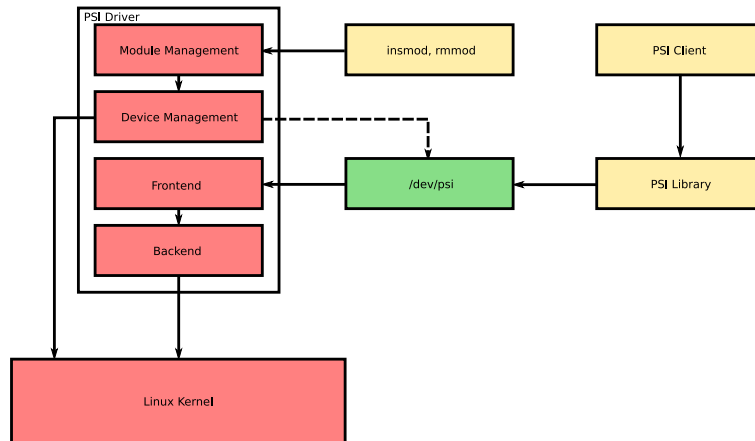 PSI Driver
Module Management
insmod, rmmod
PSI Client
Device Management
Frontend
/dev/psi
PSI Library
Backend
Linux Kernel